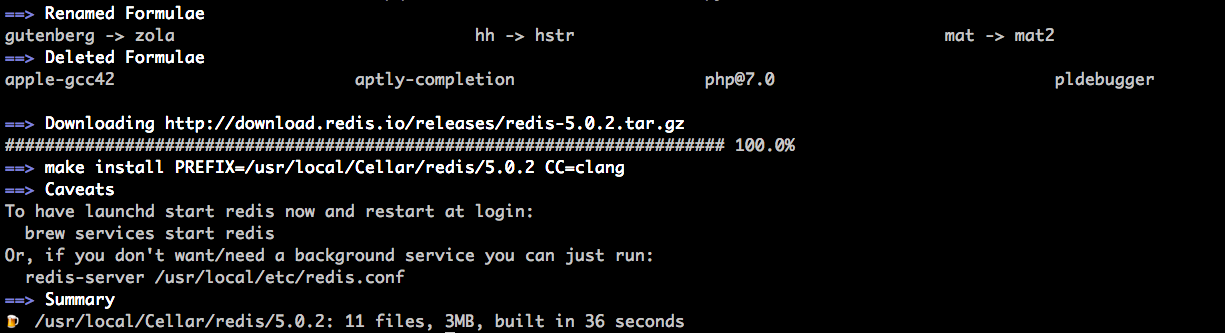 ==> Renamed Formulae
gutenberg -> zola hh -> hstr mat -> mat2
==> Deleted Formulae
apple-gcc42 aptly-completion php@7.0 pldebugger
==> Downloading http://download.redis.io/releases/redis-5.0.2.tar.gz
######################################################################## 100.0%
==> make install PREFIX=/usr/local/Cellar/redis/5.0.2 CC=clang
==> Caveats
To have launchd start redis now and restart at login:
brew services start redis
Or, if you don't want/need a background service you can just run:
redis-server /usr/local/etc/redis.conf
==> Summary
🍺 /usr/local/Cellar/redis/5.0.2: 11 files, 3MB, built in 36 seconds